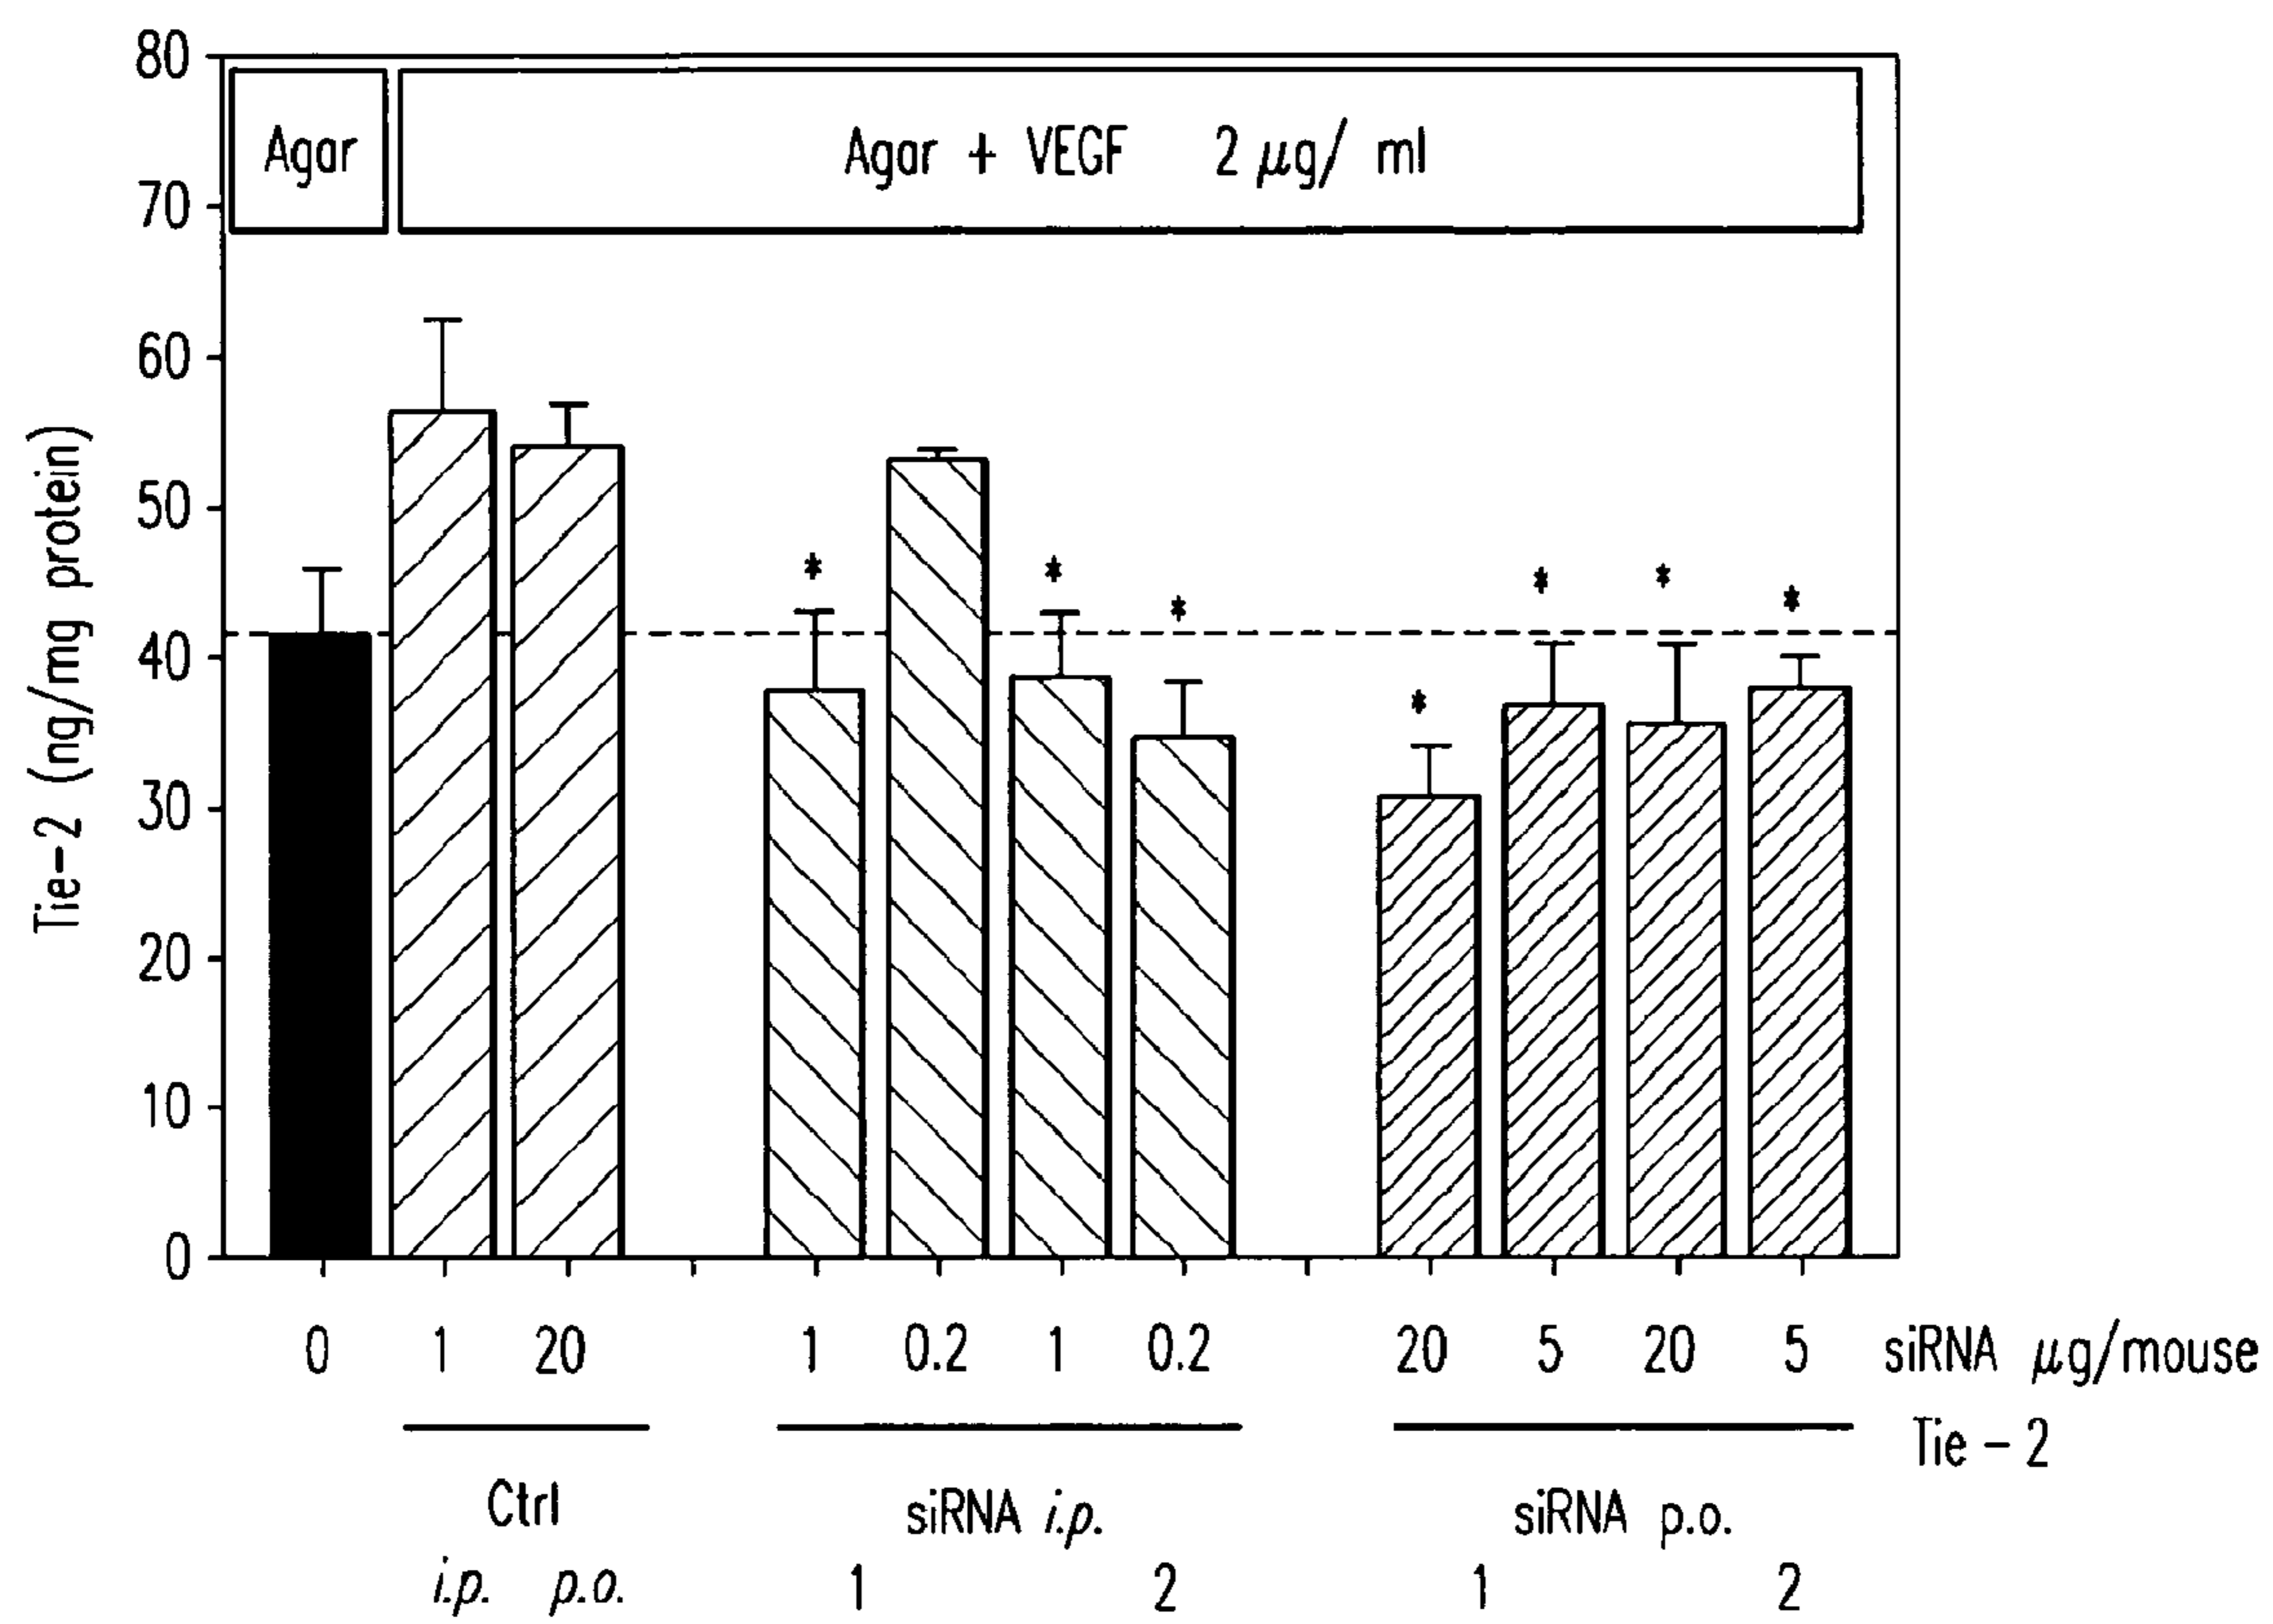 80
Agar
Agar + VEGF 2 μg/ ml
70
60
50
40
30
20
10
0
Tie-2 (ng/mg protein)
*
*
*
*
*
*
*
0 1 20 1 0.2 1 0.2 20 5 20 5 siRNA μg/mouse
Tie - 2
Ctrl siRNA i.p. siRNA p.o.
i.p. p.o. 1 2 1 2